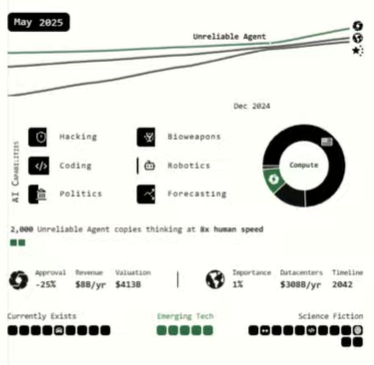 May 2025
Unreliable Agent
Dec 2024
AI Capabilities
Hacking
Bioweapons
Coding
Robotics
Politics
Forecasting
Compute
2,000 Unreliable Agent copies thinking at 8x human speed
Approval Revenue Valuation
-25% $8B/yr $413B
Importance Datacenters Timeline
1% $308B/yr 2042
Currently Exists
Emerging Tech
Science Fiction